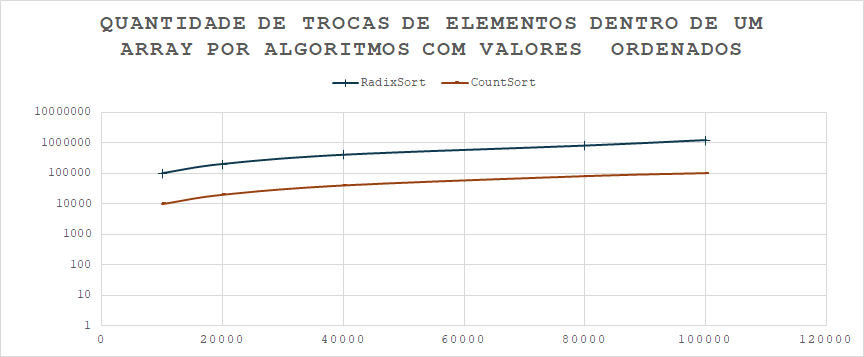 QUANTIDADE DE TROCAS DE ELEMENTOS DENTRO DE UM
ARRAY POR ALGORITMOS COM VALORES  ORDENADOS
RadixSort CountSort
10000000
1000000
100000
10000
1000
100
10
1
0 20000 40000 60000 80000 100000 120000